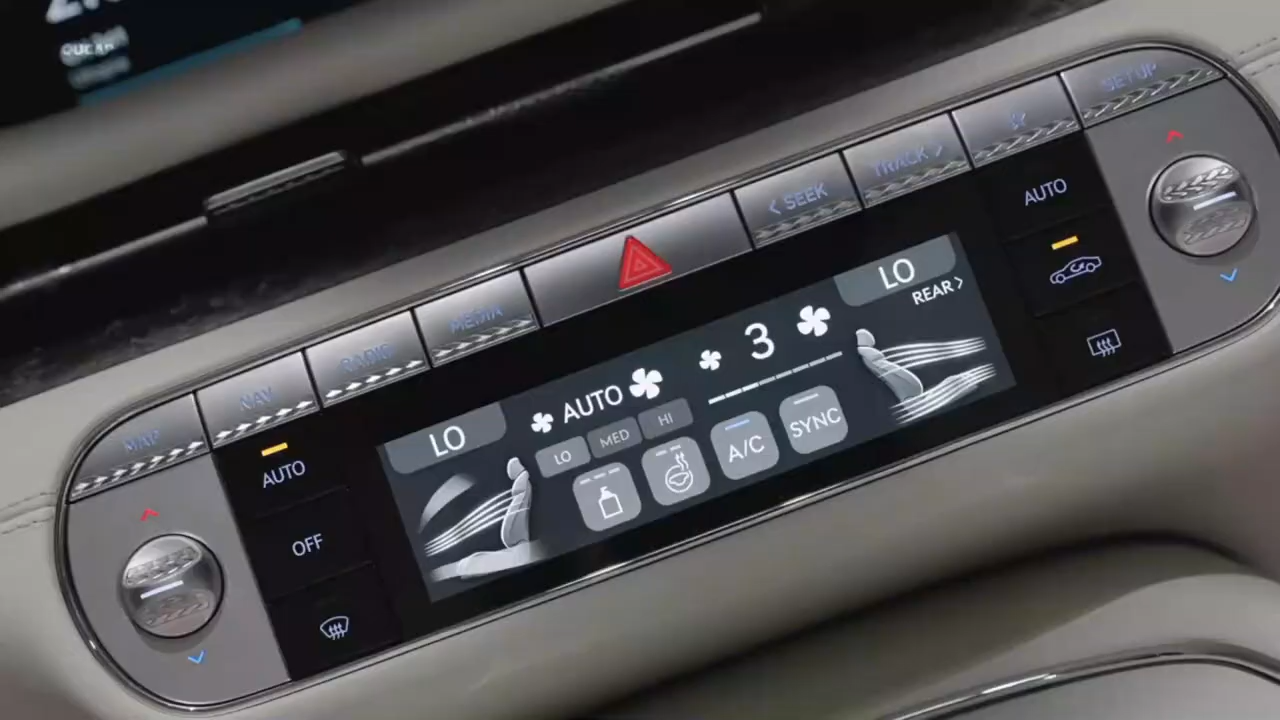 MAP
NAV
RADIO
MEDIA
< SEEK
TRACK >
SETUP
AUTO
OFF
LO
AUTO
LO
MED
HI
3
A/C
SYNC
LO
REAR>
AUTO